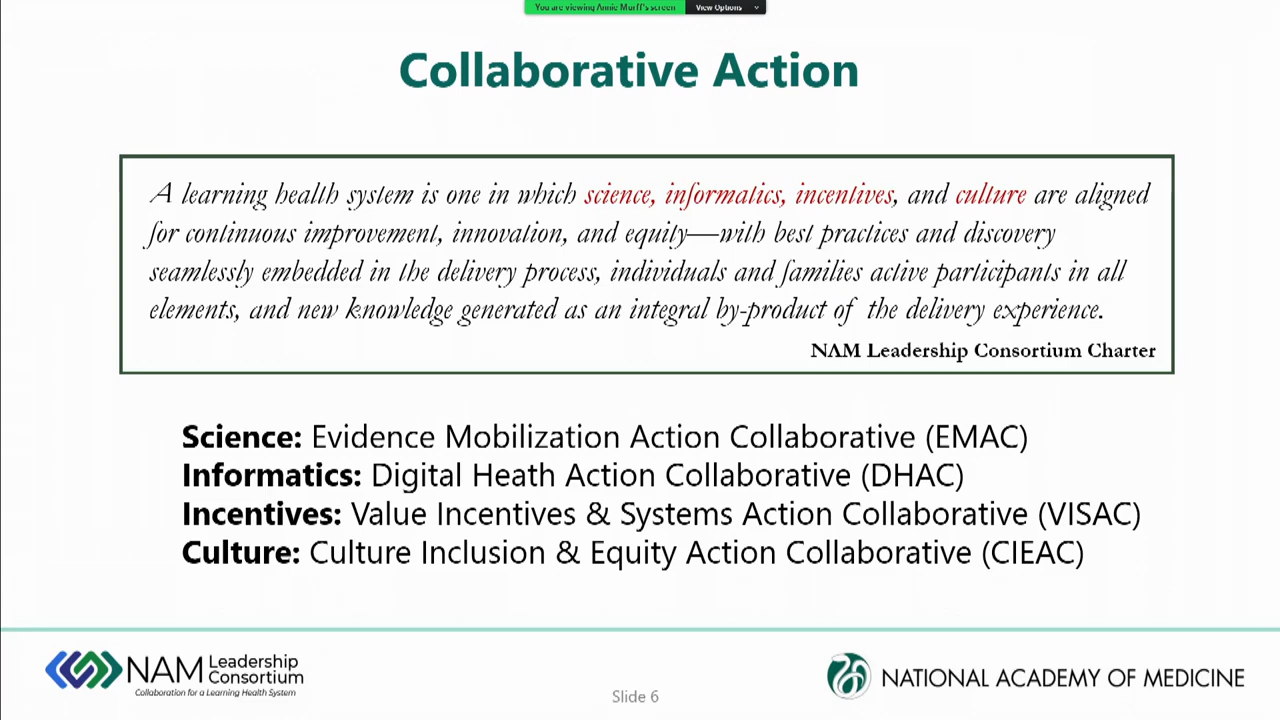 You are viewing Annie Murff's screen View Options
Collaborative Action
A learning health system is one in which science, informatics, incentives, and culture are aligned
for continuous improvement, innovation, and equity—with best practices and discovery
seamlessly embedded in the delivery process, individuals and families active participants in all
elements, and new knowledge generated as an integral by-product of the delivery experience.
NAM Leadership Consortium Charter
Science: Evidence Mobilization Action Collaborative (EMAC)
Informatics: Digital Heath Action Collaborative (DHAC)
Incentives: Value Incentives & Systems Action Collaborative (VISAC)
Culture: Culture Inclusion & Equity Action Collaborative (CIEAC)
NAM Leadership
Consortium
Collaboration for a Learning Health System
Slide 6
NATIONAL ACADEMY OF MEDICINE